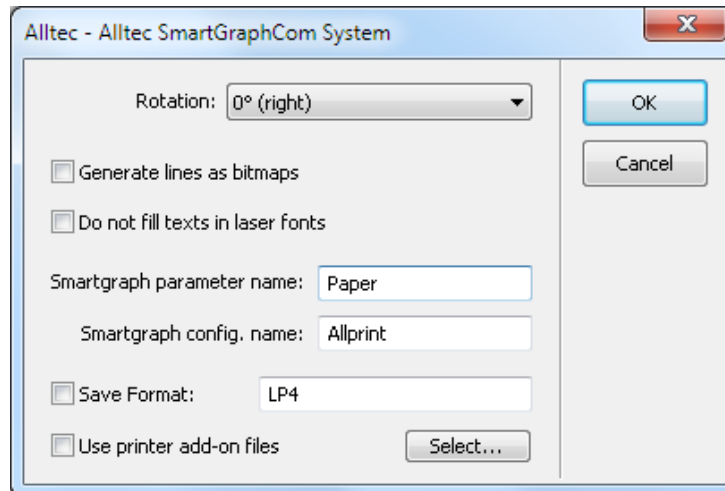 Alltec - Alltec SmartGraphCom System
Rotation: 0° (right)
OK
Cancel
Generate lines as bitmaps
Do not fill texts in laser fonts
Smartgraph parameter name: Paper
Smartgraph config. name: Allprint
Save Format: LP4
Use printer add-on files Select...